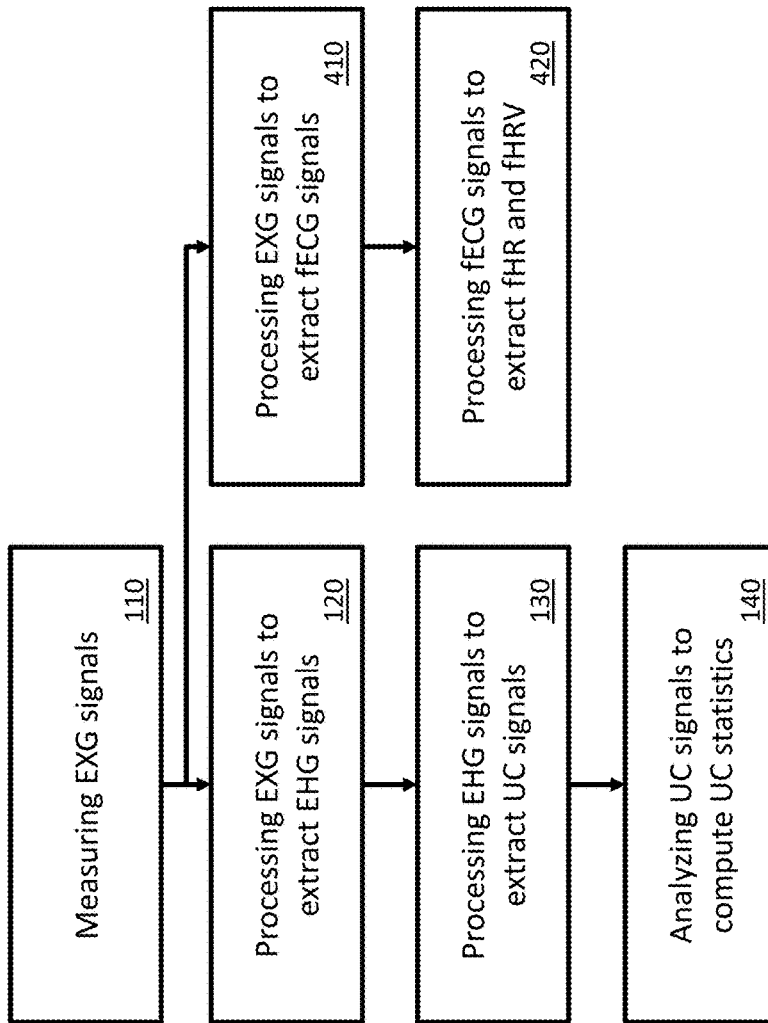 Measuring EXG signals
110
Processing EXG signals to
extract EHG signals
120
Processing EHG signals to
extract UC signals
130
Analyzing UC signals to
compute UC statistics
140
Processing EXG signals to
extract fECG signals
410
Processing fECG signals to
extract fHR and fHRV
420